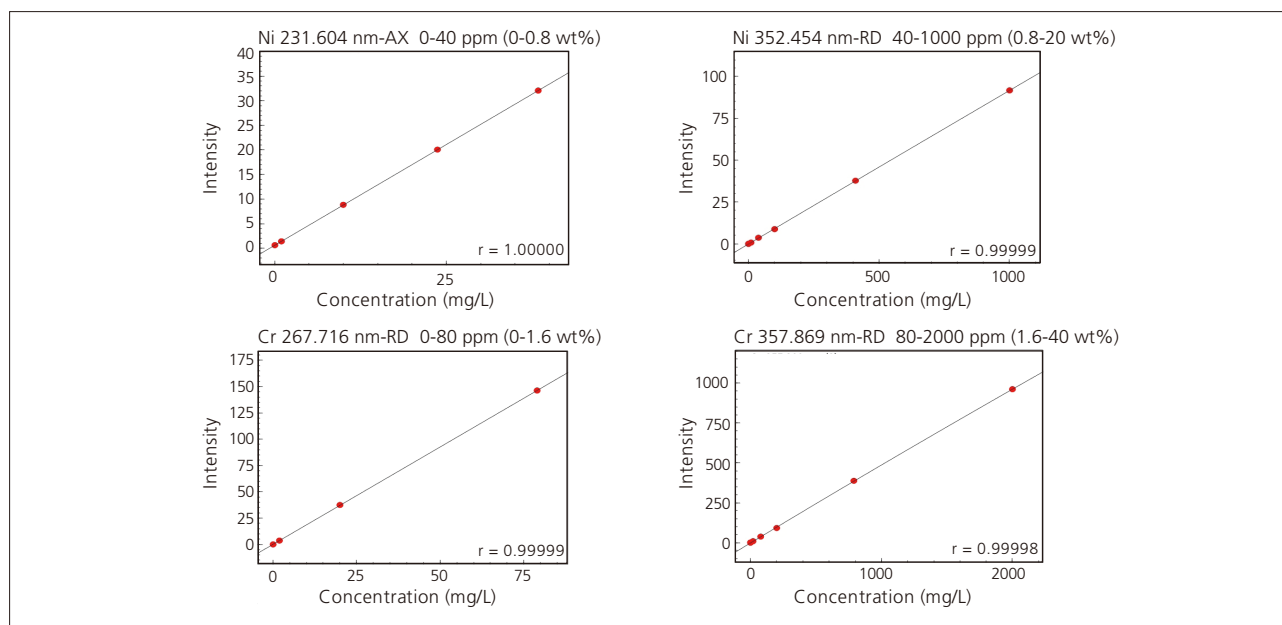 Ni 231.604 nm-AX 0-40 ppm (0-0.8 wt%)
40
35
30
25
20
15
10
5
0
Intensity
r = 1.00000
0 25
Concentration (mg/L)
Ni 352.454 nm-RD 40-1000 ppm (0.8-20 wt%)
100
75
50
25
0
Intensity
r = 0.99999
0 500 1000
Concentration (mg/L)
Cr 267.716 nm-RD 0-80 ppm (0-1.6 wt%)
175
150
125
100
75
50
25
0
Intensity
r = 0.99999
0 25 50 75
Concentration (mg/L)
Cr 357.869 nm-RD 80-2000 ppm (1.6-40 wt%)
1000
750
500
250
0
Intensity
r = 0.99998
0 1000 2000
Concentration (mg/L)